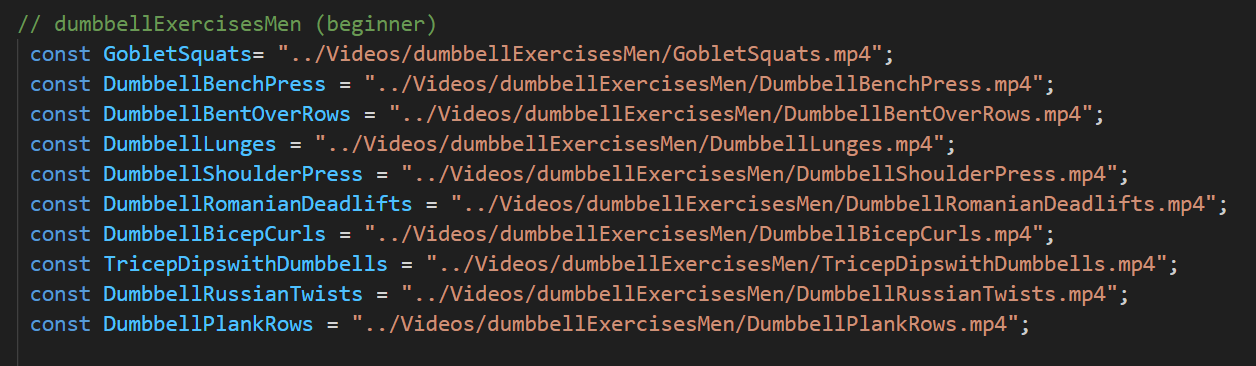 // dumbbellExercisesMen (beginner)
const GobletSquats= "../Videos/dumbbellExercisesMen/GobletSquats.mp4";
const DumbbellBenchPress = "../Videos/dumbbellExercisesMen/DumbbellBenchPress.mp4";
const DumbbellBentOverRows = "../Videos/dumbbellExercisesMen/DumbbellBentOverRows.mp4";
const DumbbellLunges = "../Videos/dumbbellExercisesMen/DumbbellLunges.mp4";
const DumbbellShoulderPress = "../Videos/dumbbellExercisesMen/DumbbellShoulderPress.mp4";
const DumbbellRomanianDeadlifts = "../Videos/dumbbellExercisesMen/DumbbellRomanianDeadlifts.mp4";
const DumbbellBicepCurls = "../Videos/dumbbellExercisesMen/DumbbellBicepCurls.mp4";
const TricepDipswithDumbbells = "../Videos/dumbbellExercisesMen/TricepDipswithDumbbells.mp4";
const DumbbellRussianTwists = "../Videos/dumbbellExercisesMen/DumbbellRussianTwists.mp4";
const DumbbellPlankRows = "../Videos/dumbbellExercisesMen/DumbbellPlankRows.mp4";